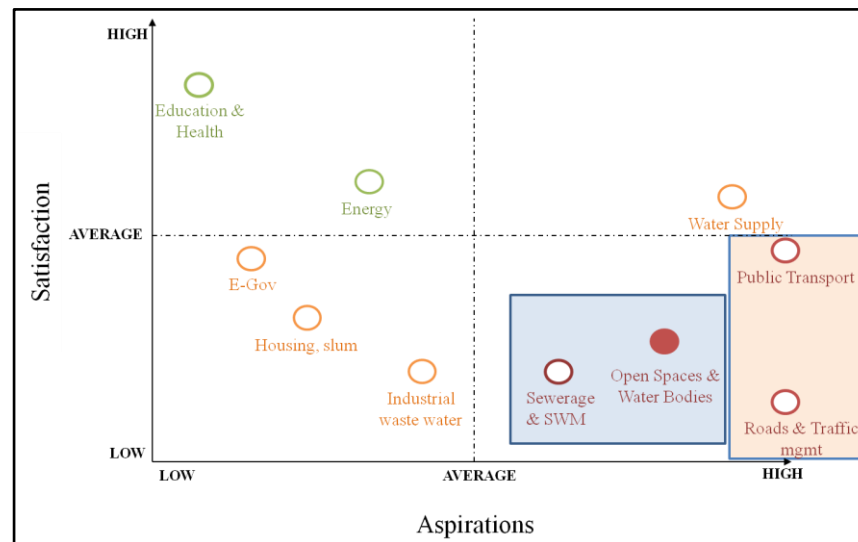 HIGH
Education &
Health
Energy
Water Supply
AVERAGE
Satisfaction
E-Gov
Public Transport
Housing, slum
Industrial
waste water
Sewerage
& SWM
Open Spaces &
Water Bodies
Roads & Traffic
mgmt
LOW
LOW
AVERAGE
HIGH
Aspirations